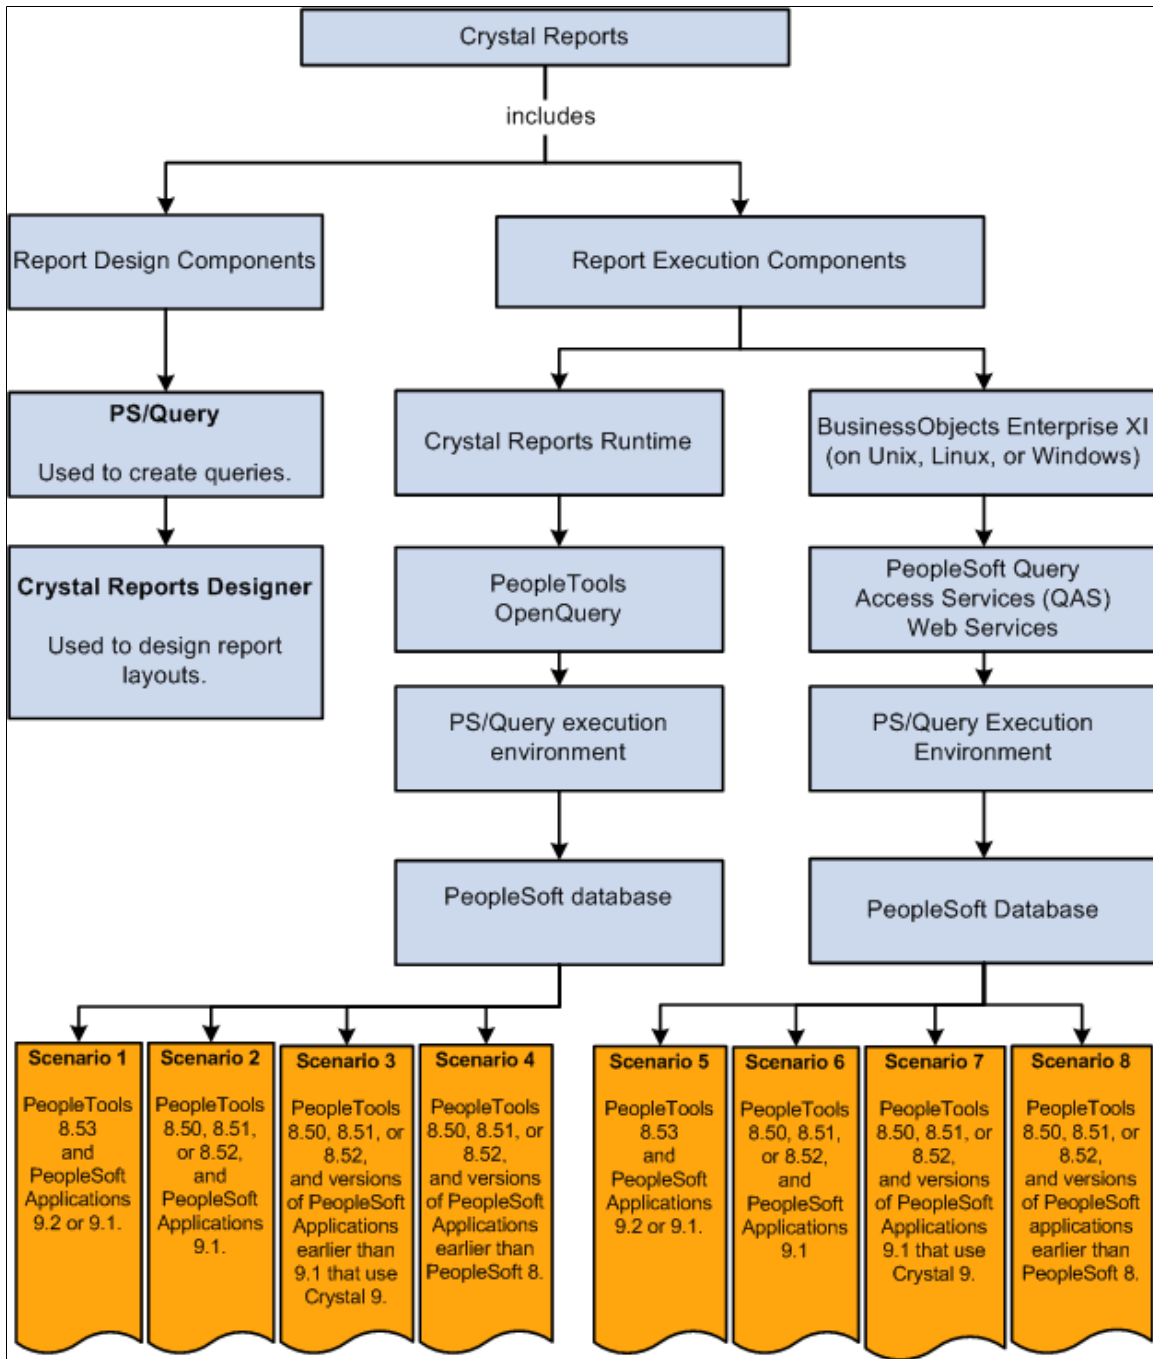 Crystal Reports
includes
Report Design Components
Report Execution Components
PS/Query
Used to create queries.
Crystal Reports Runtime
BusinessObjects Enterprise XI
(on Unix, Linux, or Windows)
Crystal Reports Designer
Used to design report
layouts.
PeopleTools
OpenQuery
PeopleSoft Query
Access Services (QAS)
Web Services
PS/Query execution
environment
PS/Query Execution
Environment
PeopleSoft database
PeopleSoft Database
Scenario 1
PeopleTools
8.53
and
PeopleSoft
Applications
9.2 or 9.1.
Scenario 2
PeopleTools
8.50, 8.51,
or 8.52,
and
PeopleSoft
Applications
9.1.
Scenario 3
PeopleTools
8.50, 8.51, or
8.52,
and versions
of PeopleSoft
Applications
earlier than
9.1 that use
Crystal 9.
Scenario 4
PeopleTools
8.50, 8.51, or
8.52,
and versions
of PeopleSoft
Applications
earlier than
PeopleSoft 8.
Scenario 5
PeopleTools
8.53
and
PeopleSoft
Applications
9.2 or 9.1.
Scenario 6
PeopleTools
8.50, 8.51,
or 8.52,
and
PeopleSoft
Applications
9.1
Scenario 7
PeopleTools
8.50, 8.51, or
8.52,
and versions
of PeopleSoft
Applications
9.1 that use
Crystal 9.
Scenario 8
PeopleTools
8.50, 8.51, or
8.52,
and versions
of PeopleSoft
applications
earlier than
PeopleSoft 8.